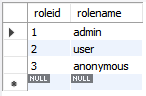 roleid rolename
1 admin
2 user
3 anonymous
NULL NULL